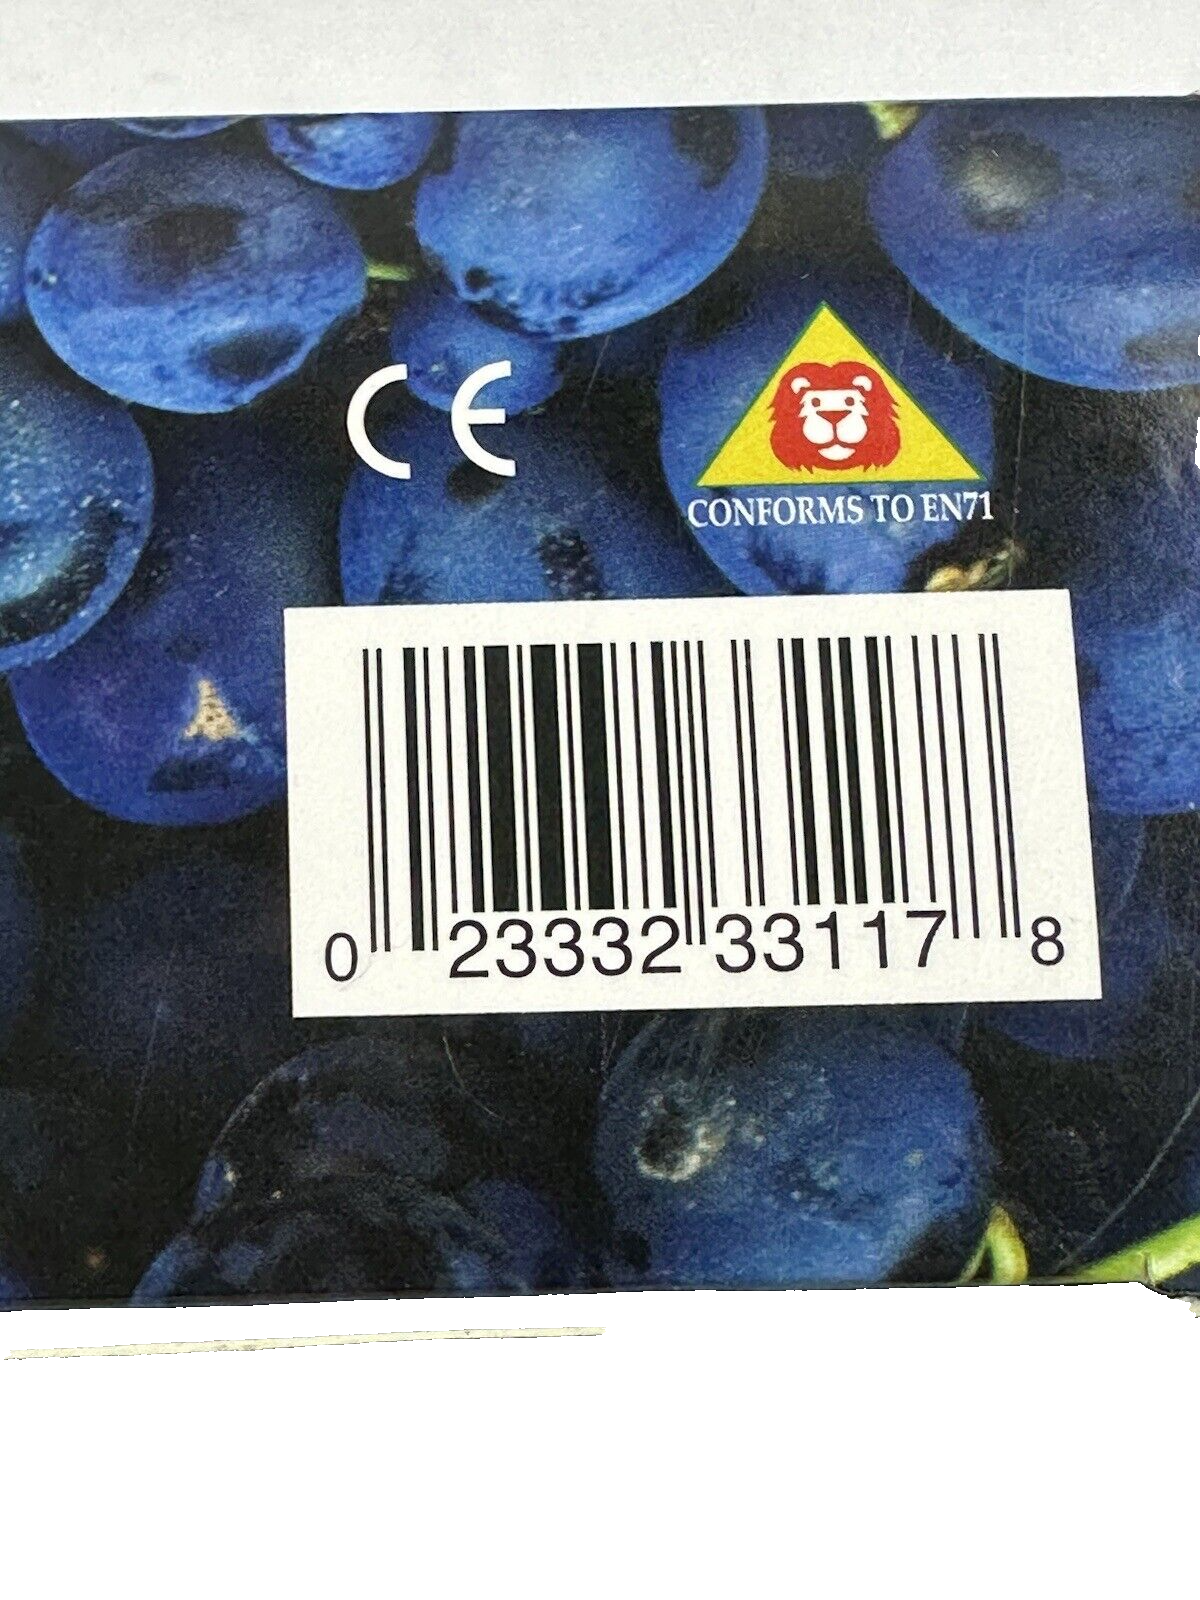 CE
CONFORMS TO EN71
0 23332 33117 8